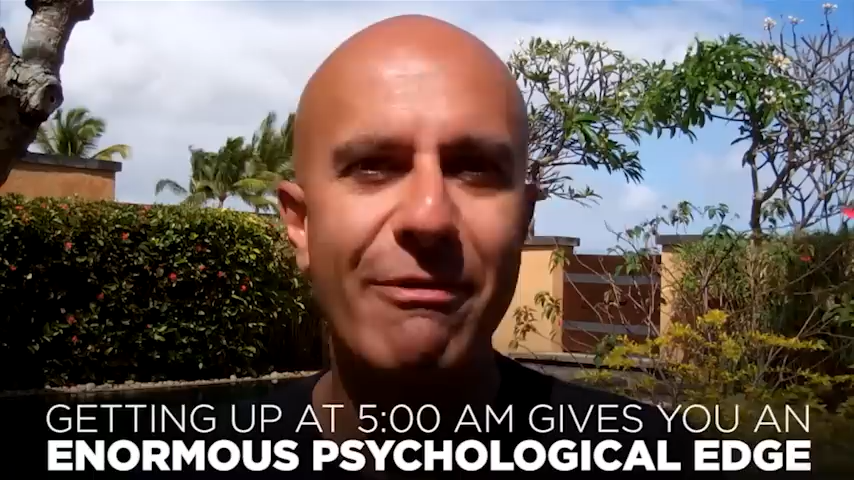 GETTING UP AT 5:00 AM GIVES YOU AN
ENORMOUS PSYCHOLOGICAL EDGE